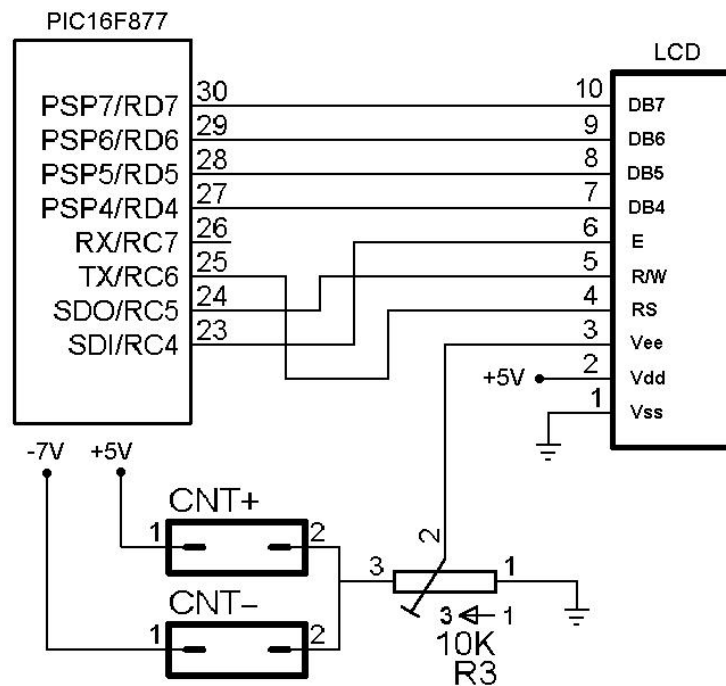 PIC16F877
LCD
PSP7/RD7 30 10 DB7
PSP6/RD6 29 9 DB6
PSP5/RD5 28 8 DB5
PSP4/RD4 27 7 DB4
RX/RC7 26 6 E
TX/RC6 25 5 R/W
SDO/RC5 24 4 RS
SDI/RC4 23 3 Vee
+5V 2 Vdd
1 Vss
-7V +5V
CNT+
1 2
2
3 1
CNT−
3 1
1 2
10K
R3